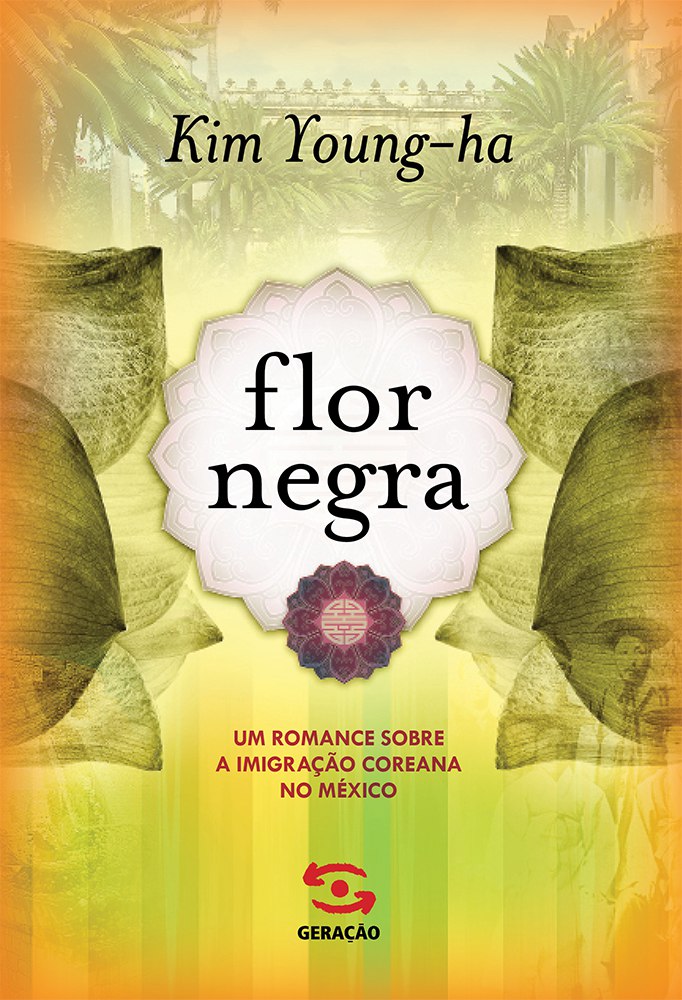 Kim Young-ha
flor
negra
UM ROMANCE SOBRE
A IMIGRAÇÃO COREANA
NO MÉXICO
GERAÇÃO